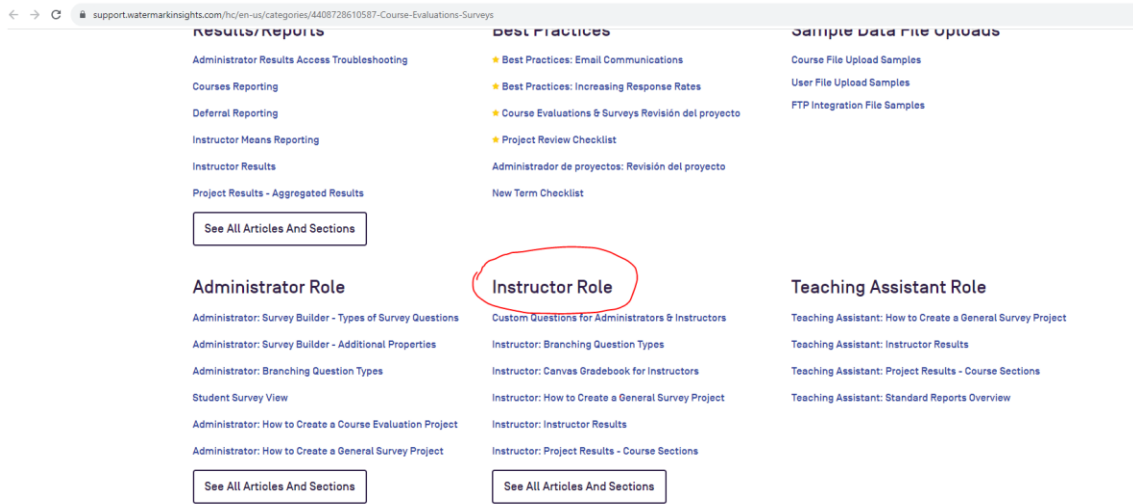 support.watermarkinsights.com/hc/en-us/categories/4408728610587-Course-Evaluations-Surveys
Results/Reports
Administrator Results Access Troubleshooting
Courses Reporting
Deferral Reporting
Instructor Means Reporting
Instructor Results
Project Results - Aggregated Results
See All Articles And Sections
Best Practices
Best Practices: Email Communications
Best Practices: Increasing Response Rates
Course Evaluations & Surveys Revisión del proyecto
Project Review Checklist
Administrador de proyectos: Revisión del proyecto
New Term Checklist
Sample Data File Uploads
Course File Upload Samples
User File Upload Samples
FTP Integration File Samples
Administrator Role
Administrator: Survey Builder - Types of Survey Questions
Administrator: Survey Builder - Additional Properties
Administrator: Branching Question Types
Student Survey View
Administrator: How to Create a Course Evaluation Project
Administrator: How to Create a General Survey Project
See All Articles And Sections
Instructor Role
Custom Questions for Administrators & Instructors
Instructor: Branching Question Types
Instructor: Canvas Gradebook for Instructors
Instructor: How to Create a General Survey Project
Instructor: Instructor Results
Instructor: Project Results - Course Sections
See All Articles And Sections
Teaching Assistant Role
Teaching Assistant: How to Create a General Survey Project
Teaching Assistant: Instructor Results
Teaching Assistant: Project Results - Course Sections
Teaching Assistant: Standard Reports Overview